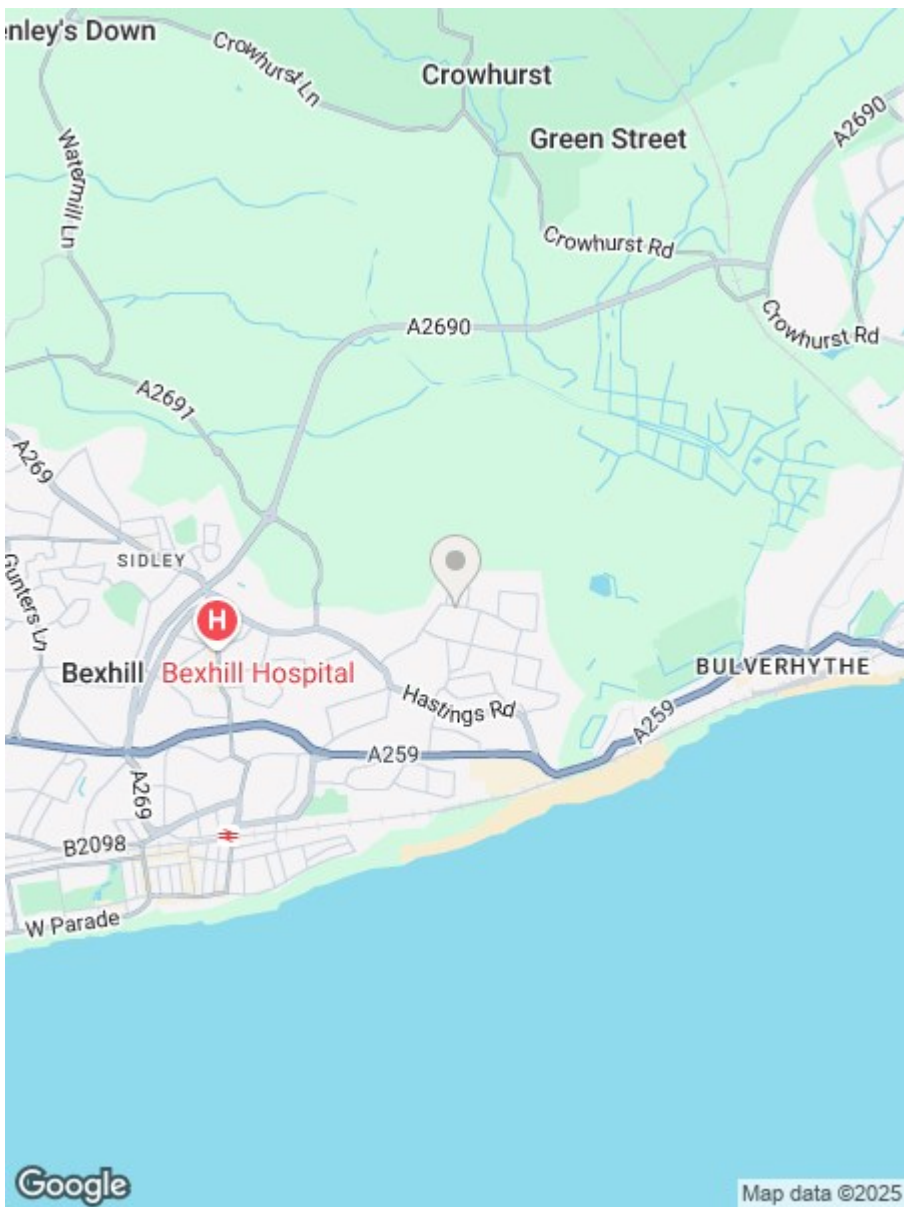 enley's Down
Crowhurst Ln
Crowhurst
Green Street
A2690
Watermill Ln
Crowhurst Rd
A2690
Crowhurst Rd
A2691
A269
SIDLEY
Gunters Ln
H
Bexhill
Bexhill Hospital
BULVERHYTHE
Hastings Rd
A259
A259
A269
B2098
W Parade
Google
Map data ©2025